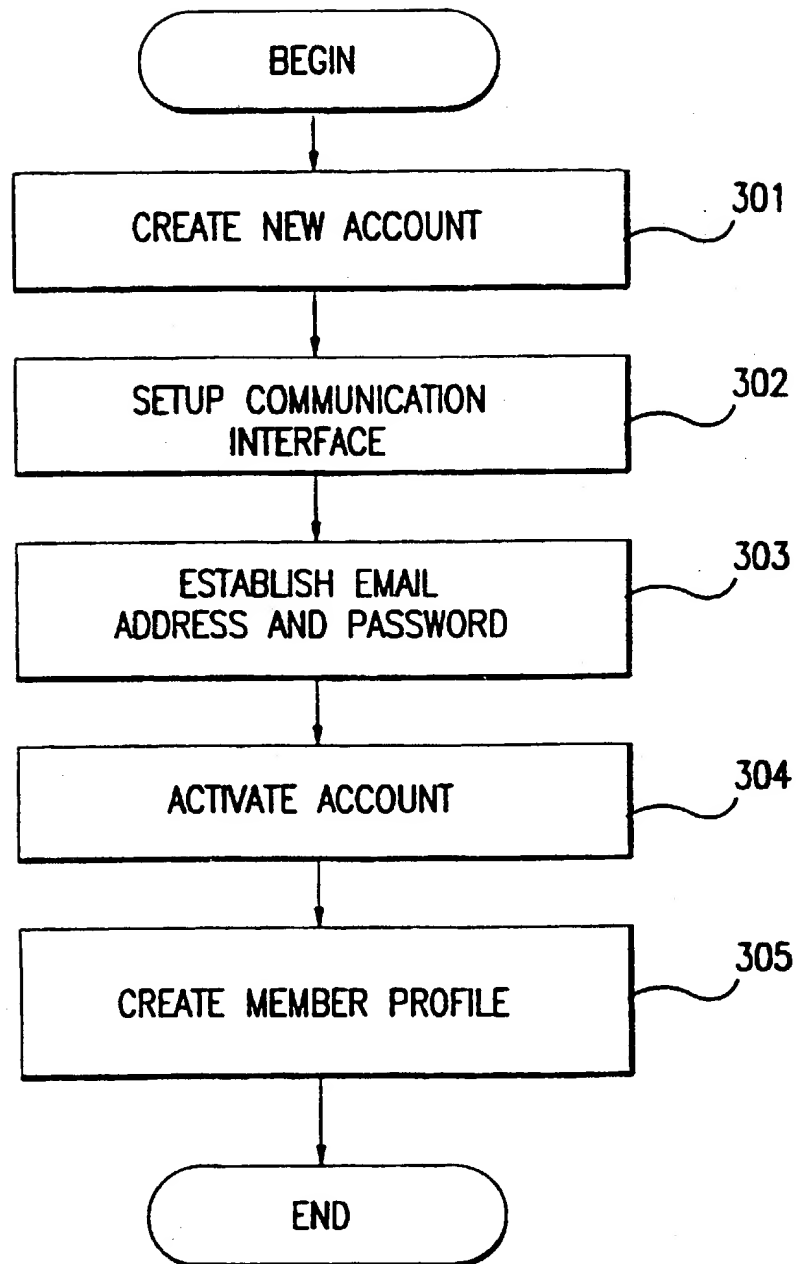 BEGIN
CREATE NEW ACCOUNT
301
SETUP COMMUNICATION
INTERFACE
302
ESTABLISH EMAIL
ADDRESS AND PASSWORD
303
ACTIVATE ACCOUNT
304
CREATE MEMBER PROFILE
305
END